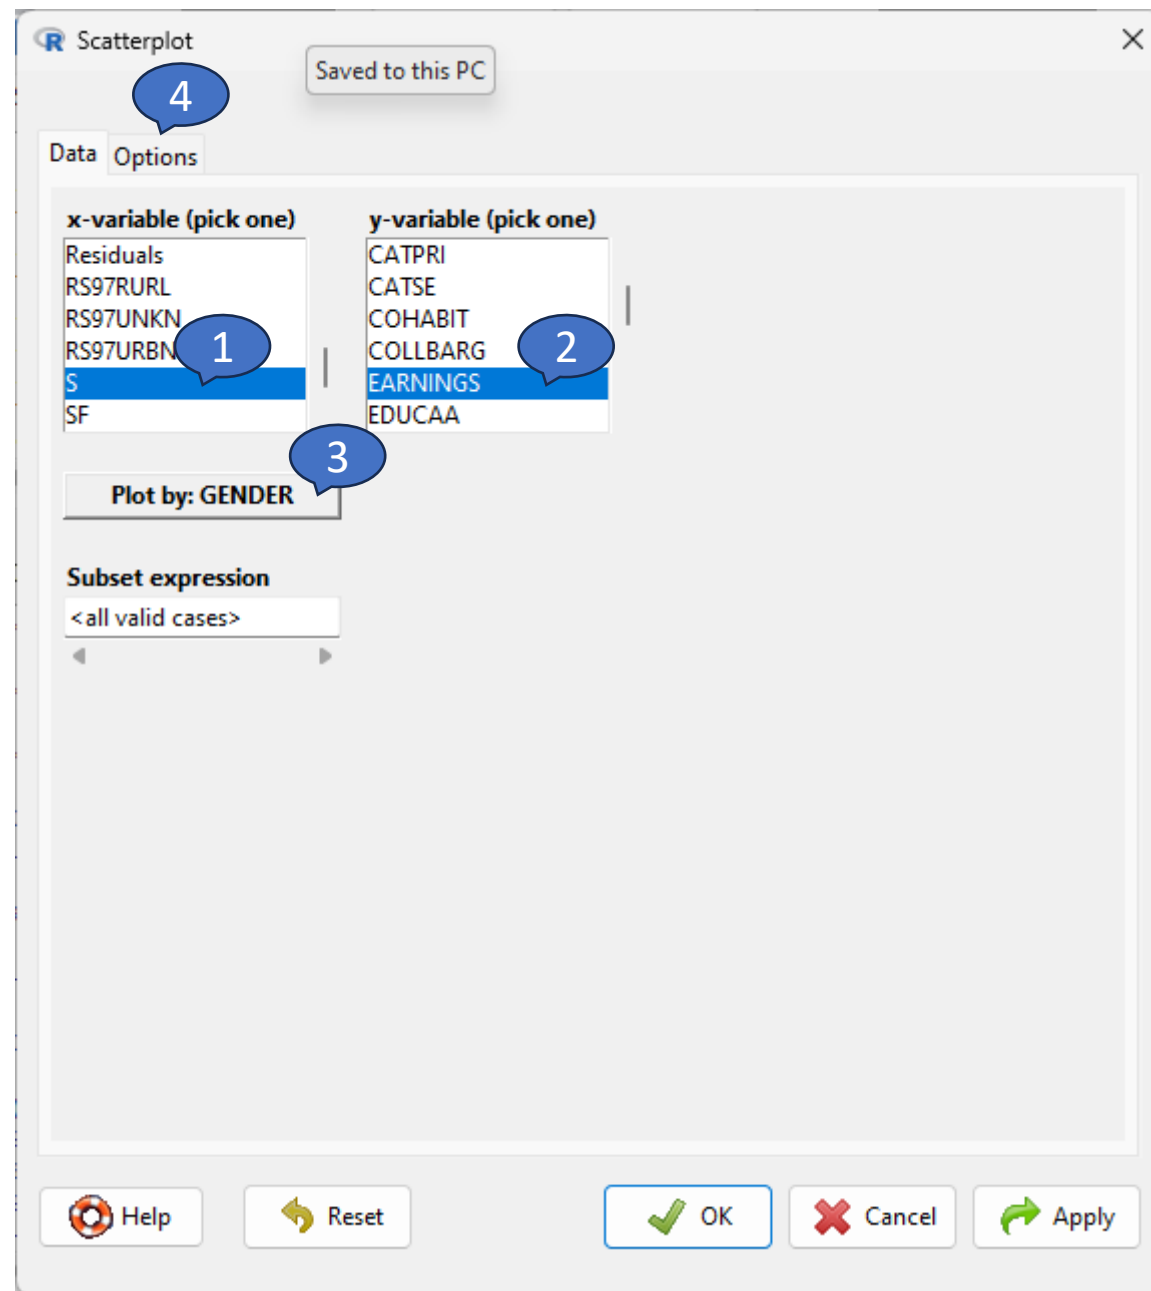 Scatterplot
Saved to this PC
4
Data Options
x-variable (pick one) y-variable (pick one)
Residuals CATPRI
RS97RURL CATSE
RS97UNKN COHABIT
RS97URBN 1 COLLBARG 2
S EARNINGS
SF EDUCAA
3
Plot by: GENDER
Subset expression
<all valid cases>
Help Reset OK Cancel Apply